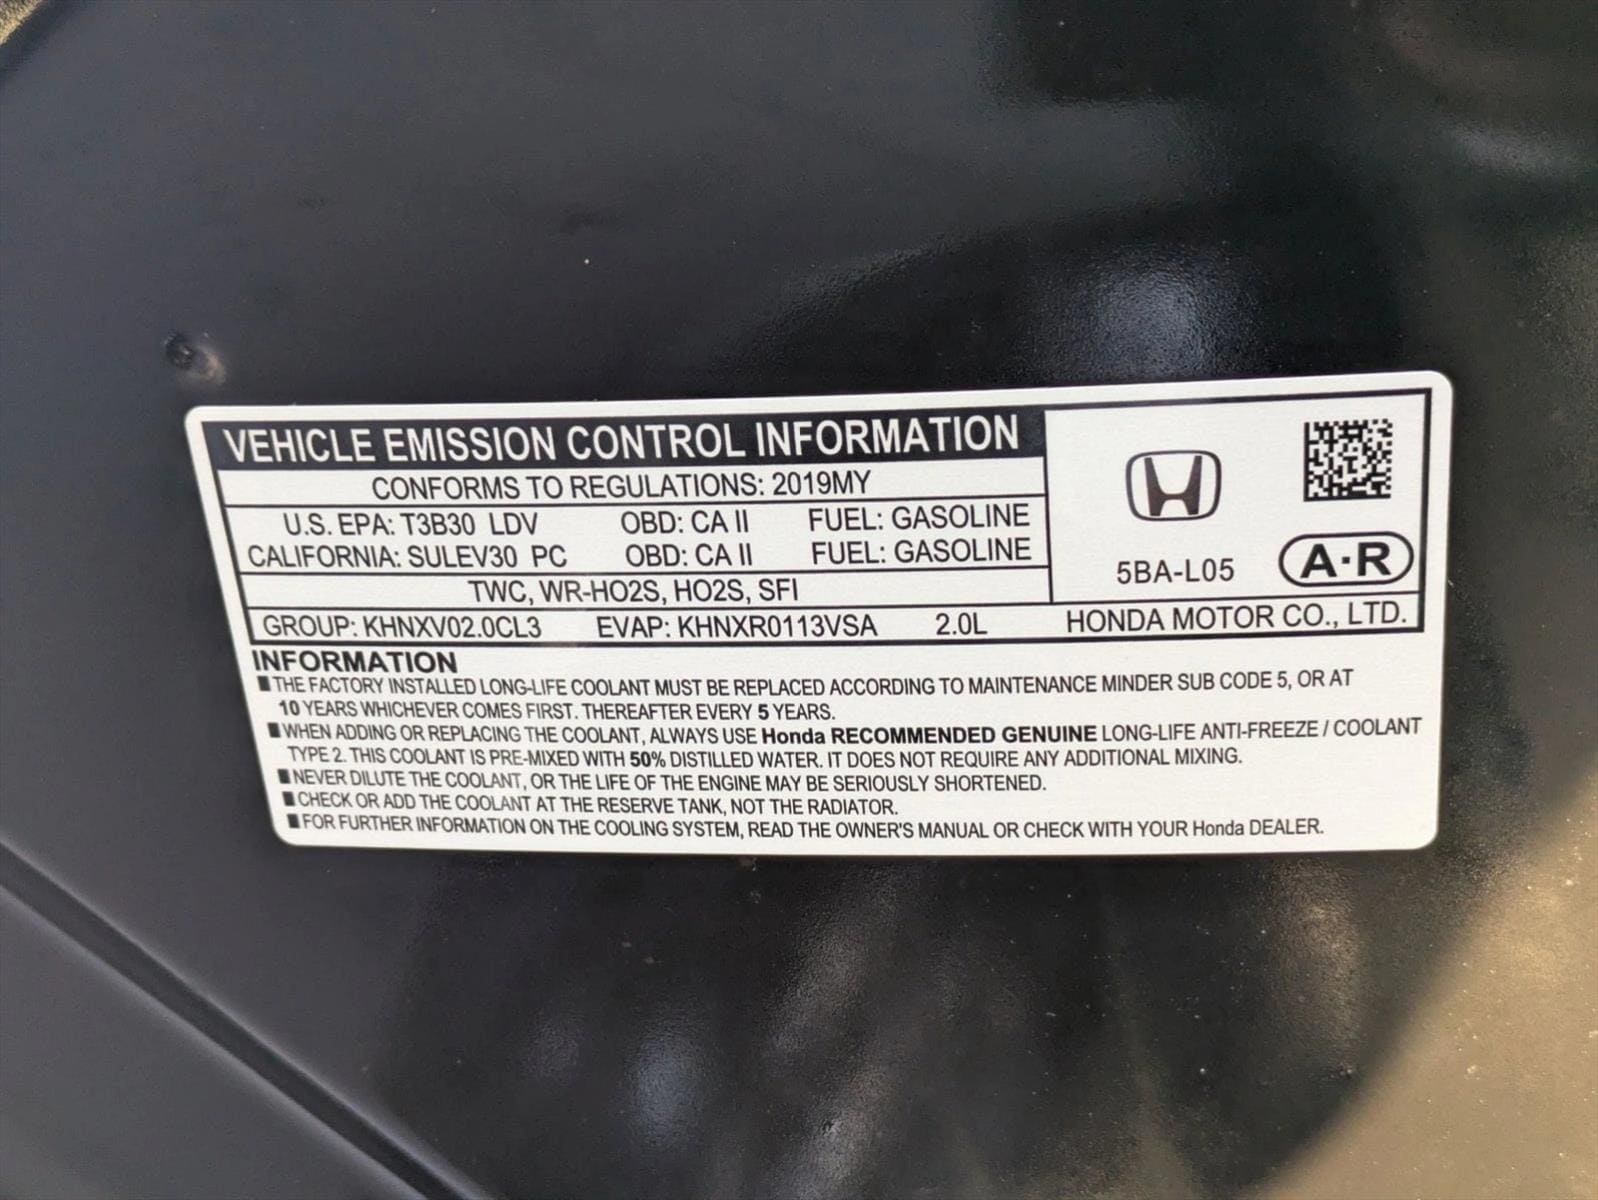 VEHICLE EMISSION CONTROL INFORMATION
CONFORMS TO REGULATIONS: 2019MY
U.S. EPA: T3B30 LDV OBD: CA II FUEL: GASOLINE
CALIFORNIA: SULEV30 PC OBD: CA II FUEL: GASOLINE
5BA-L05 A·R
TWC, WR-HO2S, HO2S, SFI
GROUP: KHNXV02.0CL3 EVAP: KHNXR0113VSA 2.0L HONDA MOTOR CO., LTD.
INFORMATION
■THE FACTORY INSTALLED LONG-LIFE COOLANT MUST BE REPLACED ACCORDING TO MAINTENANCE MINDER SUB CODE 5, OR AT
10 YEARS WHICHEVER COMES FIRST. THEREAFTER EVERY 5 YEARS.
■WHEN ADDING OR REPLACING THE COOLANT, ALWAYS USE Honda RECOMMENDED GENUINE LONG-LIFE ANTI-FREEZE / COOLANT
TYPE 2. THIS COOLANT IS PRE-MIXED WITH 50% DISTILLED WATER. IT DOES NOT REQUIRE ANY ADDITIONAL MIXING.
■NEVER DILUTE THE COOLANT, OR THE LIFE OF THE ENGINE MAY BE SERIOUSLY SHORTENED.
■CHECK OR ADD THE COOLANT AT THE RESERVE TANK, NOT THE RADIATOR.
■FOR FURTHER INFORMATION ON THE COOLING SYSTEM, READ THE OWNER'S MANUAL OR CHECK WITH YOUR Honda DEALER.